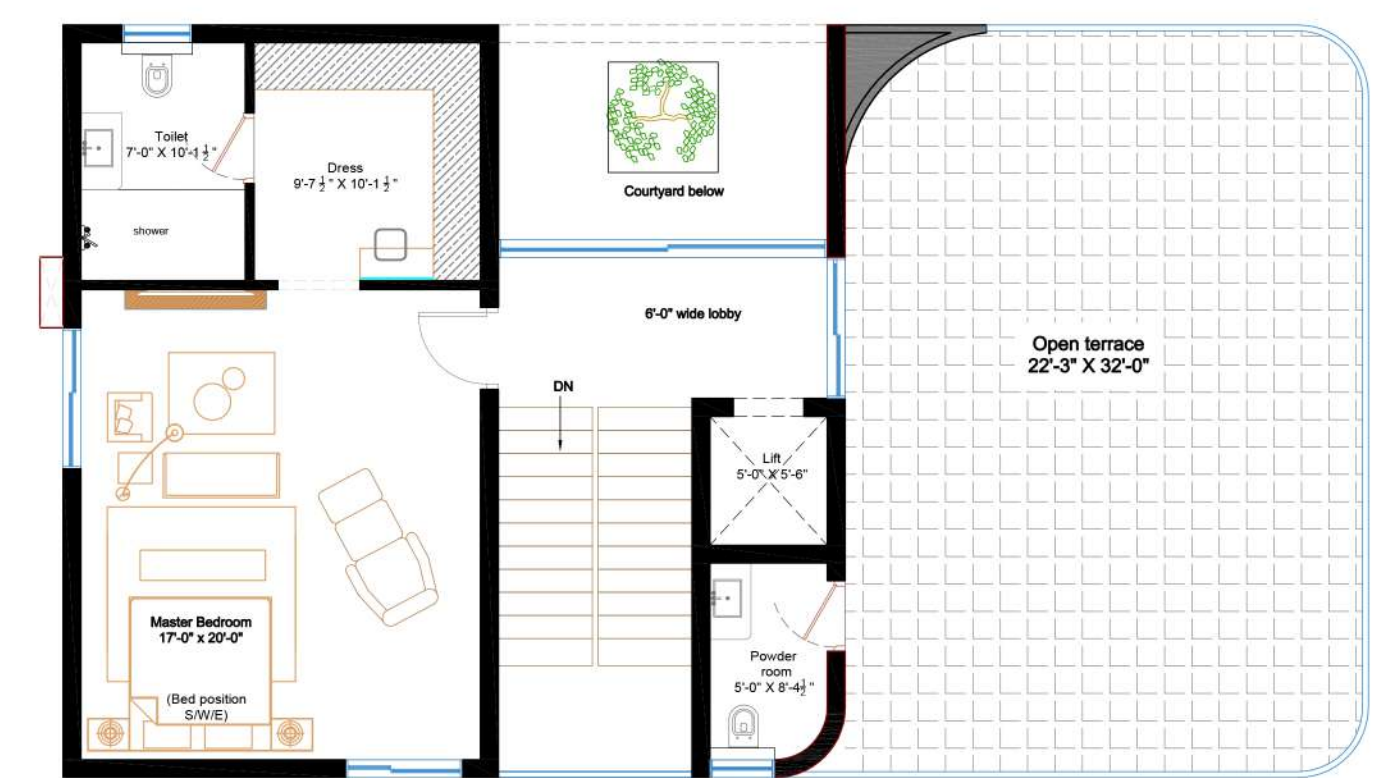 Toilet
7'-0" X 10'-1 1/2"
Dress
9'-7 1/2" X 10'-1 1/2"
shower
Courtyard below
6'-0" wide lobby
Open terrace
22'-3" X 32'-0"
DN
Lift
5'-0" X 5'-6"
Master Bedroom
17'-0" x 20'-0"
(Bed position
S/W/E)
Powder
room
5'-0" X 8'-4 1/2"